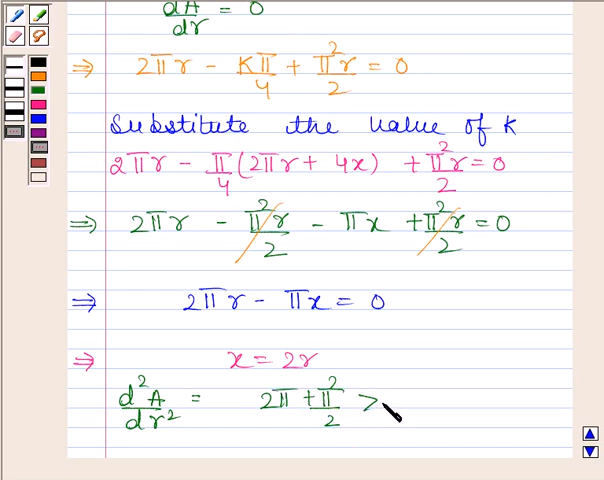 dA/dr = 0
⇒ 2πr - Kπ/4 + π²r/2 = 0
Substitute the value of K
2πr - π/4 (2πr + 4x) + π²r/2 = 0
⇒ 2πr - π²r/2 - πx + π²r/2 = 0
⇒ 2πr - πx = 0
⇒ x = 2r
d²A/dr² = 2π + π²/2 >